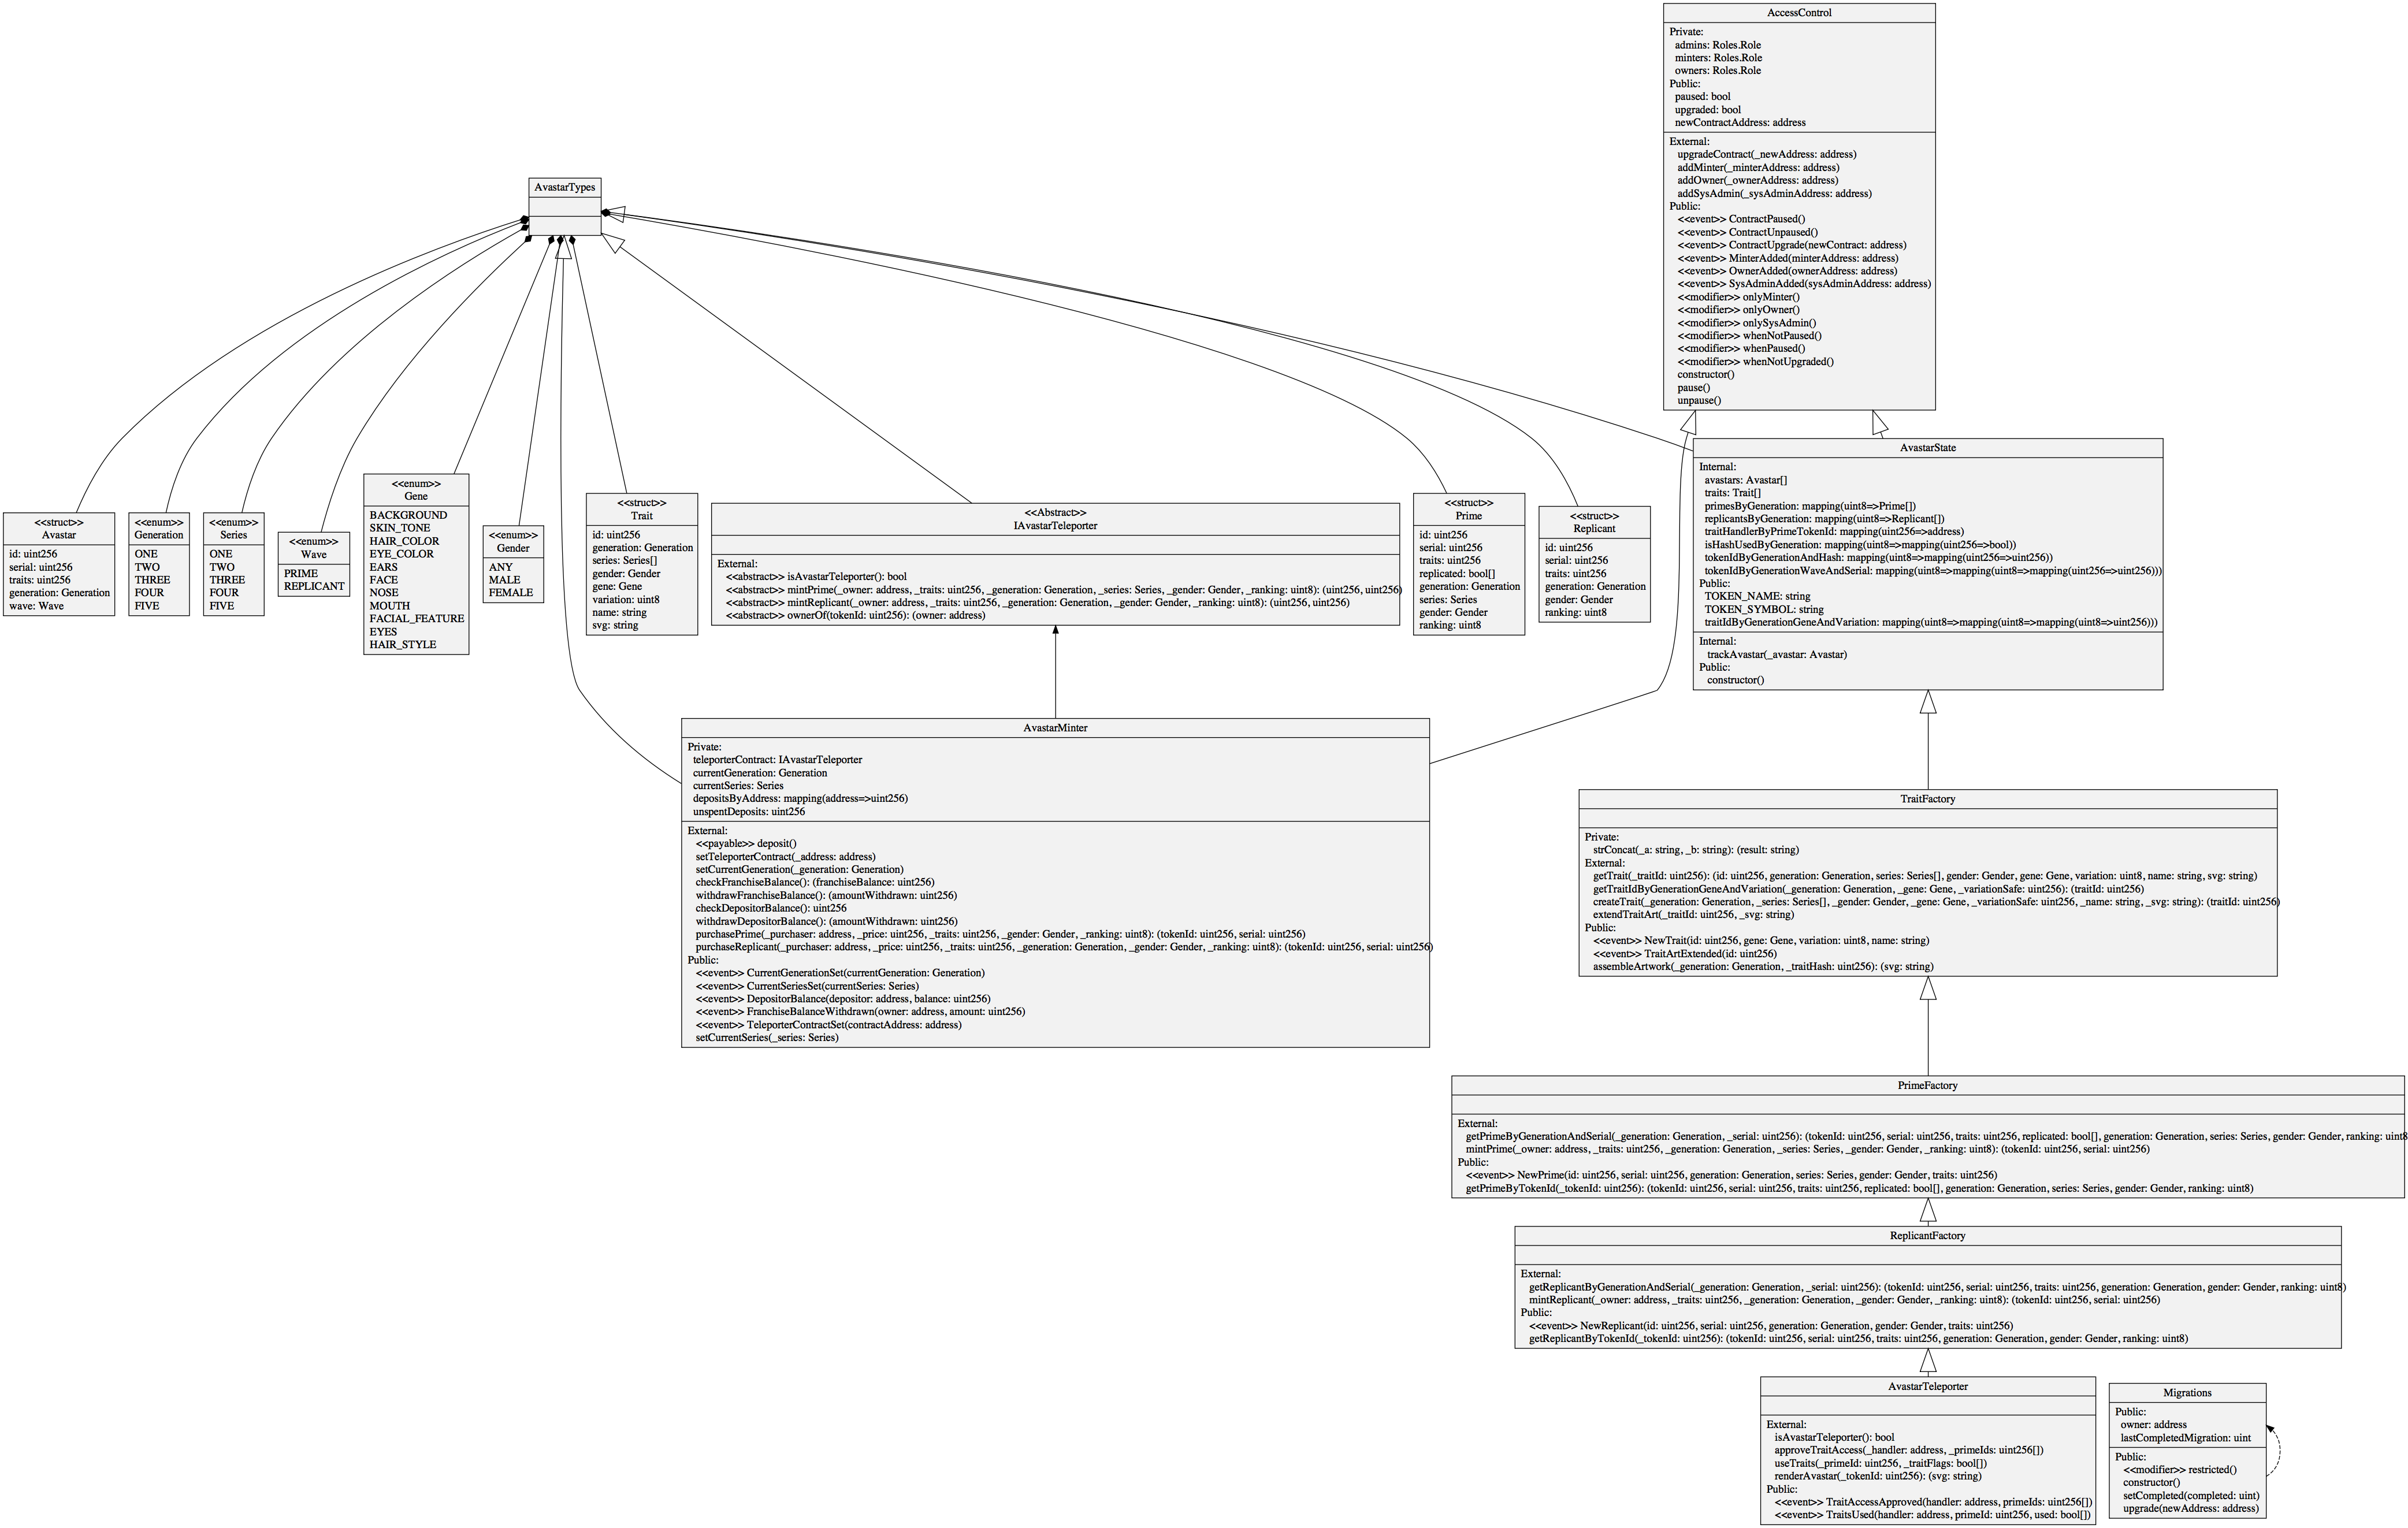 AccessControl
Private:
admins: Roles.Role
minters: Roles.Role
owners: Roles.Role
Public:
paused: bool
upgraded: bool
newContractAddress: address
External:
upgradeContract(_newAddress: address)
addMinter(_minterAddress: address)
addOwner(_ownerAddress: address)
addSysAdmin(_sysAdminAddress: address)
Public:
<<event>> ContractPaused()
<<event>> ContractUnpaused()
<<event>> ContractUpgrade(newContract: address)
<<event>> MinterAdded(minterAddress: address)
<<event>> OwnerAdded(ownerAddress: address)
<<event>> SysAdminAdded(sysAdminAddress: address)
<<modifier>> onlyMinter()
<<modifier>> onlyOwner()
<<modifier>> onlySysAdmin()
<<modifier>> whenNotPaused()
<<modifier>> whenPaused()
<<modifier>> whenNotUpgraded()
constructor()
pause()
unpause()
AvastarTypes
<<struct>>
Avastar
id: uint256
serial: uint256
traits: uint256
generation: Generation
wave: Wave
<<enum>>
Generation
ONE
TWO
THREE
FOUR
FIVE
<<enum>>
Series
ONE
TWO
THREE
FOUR
FIVE
<<enum>>
Wave
PRIME
REPLICANT
<<enum>>
Gene
BACKGROUND
SKIN_TONE
HAIR_COLOR
EYE_COLOR
EARS
FACE
NOSE
MOUTH
FACIAL_FEATURE
EYES
HAIR_STYLE
<<enum>>
Gender
ANY
MALE
FEMALE
<<struct>>
Trait
id: uint256
generation: Generation
series: Series[]
gender: Gender
gene: Gene
variation: uint8
name: string
svg: string
<<Abstract>>
IAvastarTeleporter
External:
<<abstract>> isAvastarTeleporter(): bool
<<abstract>> mintPrime(_owner: address, _traits: uint256, _generation: Generation, _series: Series, _gender: Gender, _ranking: uint8): (uint256, uint256)
<<abstract>> mintReplicant(_owner: address, _traits: uint256, _generation: Generation, _gender: Gender, _ranking: uint8): (uint256, uint256)
<<abstract>> ownerOf(tokenId: uint256): (owner: address)
<<struct>>
Prime
id: uint256
serial: uint256
traits: uint256
replicated: bool[]
generation: Generation
series: Series
gender: Gender
ranking: uint8
<<struct>>
Replicant
id: uint256
serial: uint256
traits: uint256
generation: Generation
gender: Gender
ranking: uint8
AvastarState
Internal:
avastars: Avastar[]
traits: Trait[]
primesByGeneration: mapping(uint8=>Prime[])
replicantsByGeneration: mapping(uint8=>Replicant[])
traitHandlerByPrimeTokenId: mapping(uint256=>address)
isHashUsedByGeneration: mapping(uint8=>mapping(uint256=>bool))
tokenIdByGenerationAndHash: mapping(uint8=>mapping(uint256=>uint256))
tokenIdByGenerationWaveAndSerial: mapping(uint8=>mapping(uint8=>mapping(uint256=>uint256)))
Public:
TOKEN_NAME: string
TOKEN_SYMBOL: string
traitIdByGenerationGeneAndVariation: mapping(uint8=>mapping(uint8=>mapping(uint8=>uint256)))
Internal:
trackAvastar(_avastar: Avastar)
Public:
constructor()
AvastarMinter
Private:
teleporterContract: IAvastarTeleporter
currentGeneration: Generation
currentSeries: Series
depositsByAddress: mapping(address=>uint256)
unspentDeposits: uint256
External:
<<payable>> deposit()
setTeleporterContract(_address: address)
setCurrentGeneration(_generation: Generation)
checkFranchiseBalance(): (franchiseBalance: uint256)
withdrawFranchiseBalance(): (amountWithdrawn: uint256)
checkDepositorBalance(): uint256
withdrawDepositorBalance(): (amountWithdrawn: uint256)
purchasePrime(_purchaser: address, _price: uint256, _traits: uint256, _gender: Gender, _ranking: uint8): (tokenId: uint256, serial: uint256)
purchaseReplicant(_purchaser: address, _price: uint256, _traits: uint256, _generation: Generation, _gender: Gender, _ranking: uint8): (tokenId: uint256, serial: uint256)
Public:
<<event>> CurrentGenerationSet(currentGeneration: Generation)
<<event>> CurrentSeriesSet(currentSeries: Series)
<<event>> DepositorBalance(depositor: address, balance: uint256)
<<event>> FranchiseBalanceWithdrawn(owner: address, amount: uint256)
<<event>> TeleporterContractSet(contractAddress: address)
setCurrentSeries(_series: Series)
TraitFactory
Private:
strConcat(_a: string, _b: string): (result: string)
External:
getTrait(_traitId: uint256): (id: uint256, generation: Generation, series: Series[], gender: Gender, gene: Gene, variation: uint8, name: string, svg: string)
getTraitIdByGenerationGeneAndVariation(_generation: Generation, _gene: Gene, _variationSafe: uint256): (traitId: uint256)
createTrait(_generation: Generation, _series: Series[], _gender: Gender, _gene: Gene, _variationSafe: uint256, _name: string, _svg: string): (traitId: uint256)
extendTraitArt(_traitId: uint256, _svg: string)
Public:
<<event>> NewTrait(id: uint256, gene: Gene, variation: uint8, name: string)
<<event>> TraitArtExtended(id: uint256)
assembleArtwork(_generation: Generation, _traitHash: uint256): (svg: string)
PrimeFactory
External:
getPrimeByGenerationAndSerial(_generation: Generation, _serial: uint256): (tokenId: uint256, serial: uint256, traits: uint256, replicated: bool[], generation: Generation, series: Series, gender: Gender, ranking: uint8
mintPrime(_owner: address, _traits: uint256, _generation: Generation, _series: Series, _gender: Gender, _ranking: uint8): (tokenId: uint256, serial: uint256)
Public:
<<event>> NewPrime(id: uint256, serial: uint256, generation: Generation, series: Series, gender: Gender, traits: uint256)
getPrimeByTokenId(_tokenId: uint256): (tokenId: uint256, serial: uint256, traits: uint256, replicated: bool[], generation: Generation, series: Series, gender: Gender, ranking: uint8)
ReplicantFactory
External:
getReplicantByGenerationAndSerial(_generation: Generation, _serial: uint256): (tokenId: uint256, serial: uint256, traits: uint256, generation: Generation, gender: Gender, ranking: uint8)
mintReplicant(_owner: address, _traits: uint256, _generation: Generation, _gender: Gender, _ranking: uint8): (tokenId: uint256, serial: uint256)
Public:
<<event>> NewReplicant(id: uint256, serial: uint256, generation: Generation, gender: Gender, traits: uint256)
getReplicantByTokenId(_tokenId: uint256): (tokenId: uint256, serial: uint256, traits: uint256, generation: Generation, gender: Gender, ranking: uint8)
AvastarTeleporter
External:
isAvastarTeleporter(): bool
approveTraitAccess(_handler: address, _primeIds: uint256[])
useTraits(_primeId: uint256, _traitFlags: bool[])
renderAvastar(_tokenId: uint256): (svg: string)
Public:
<<event>> TraitAccessApproved(handler: address, primeIds: uint256[])
<<event>> TraitsUsed(handler: address, primeId: uint256, used: bool[])
Migrations
Public:
owner: address
lastCompletedMigration: uint
Public:
<<modifier>> restricted()
constructor()
setCompleted(completed: uint)
upgrade(newAddress: address)